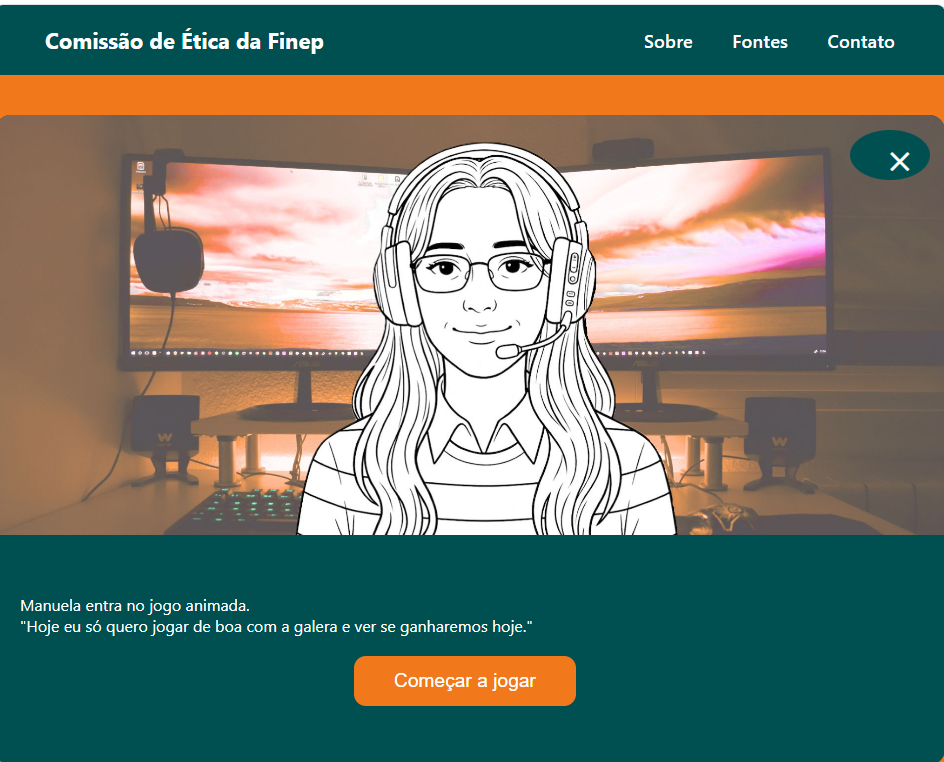 Comissão de Ética da Finep
Sobre
Fontes
Contato
Manuela entra no jogo animada.
"Hoje eu só quero jogar de boa com a galera e ver se ganharemos hoje."
Começar a jogar